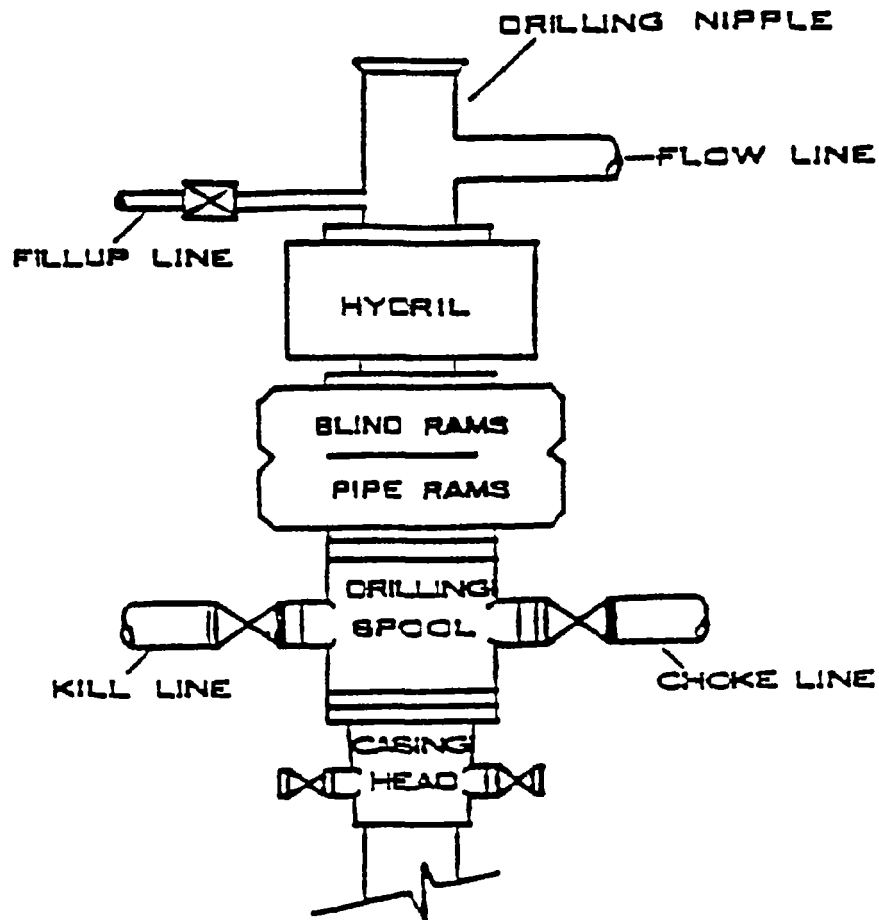 DRILLING NIPPLE
FLOW LINE
FILLUP LINE
HYCRIL
BLIND RAMS
PIPE RAMS
DRILLING
SPOOL
KILL LINE
CHOKE LINE
CASING
HEAD